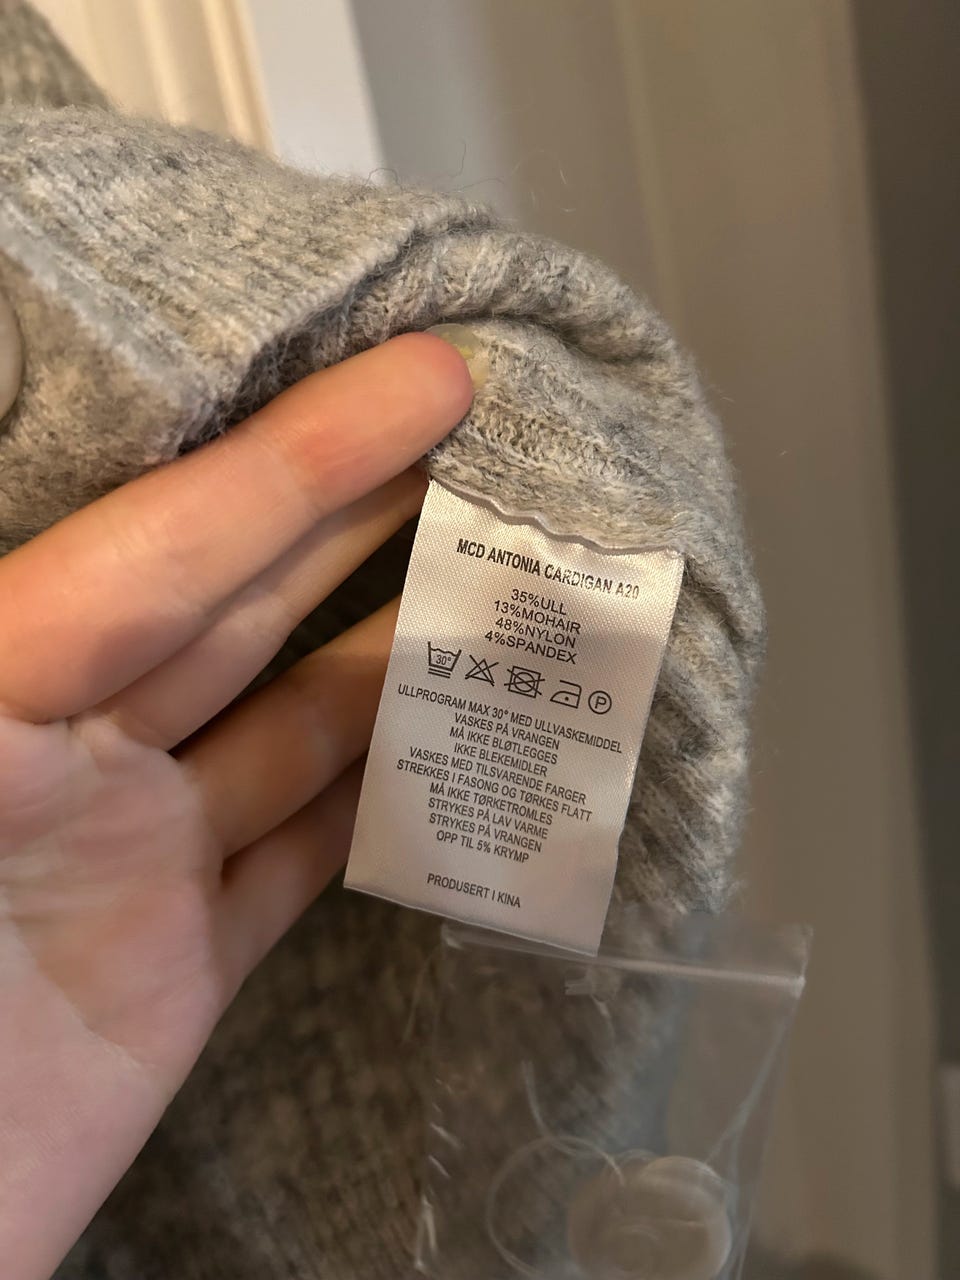 MCD ANTONIA CARDIGAN A20
35%ULL
13%MOHAIR
48%NYLON
4%SPANDEX
30° P
ULLPROGRAM MAX 30° MED ULLVASKEMIDDEL
VASKES PÅ VRANGEN
MÅ IKKE BLØTLEGGES
IKKE BLEKEMIDLER
VASKES MED TILSVARENDE FARGER
STREKKES I FASONG OG TØRKES FLATT
MÅ IKKE TØRKETROMLES
STRYKES PÅ LAV VARME
STRYKES PÅ VRANGEN
OPP TIL 5% KRYMP
PRODUSERT I KINA